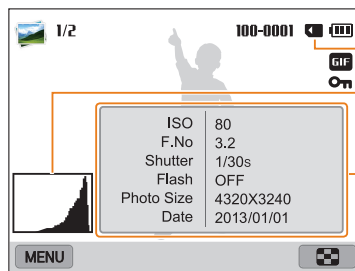 1/2 100-0001
GIF
ISO 80
F.No 3.2
Shutter 1/30s
Flash OFF
Photo Size 4320X3240
Date 2013/01/01
MENU